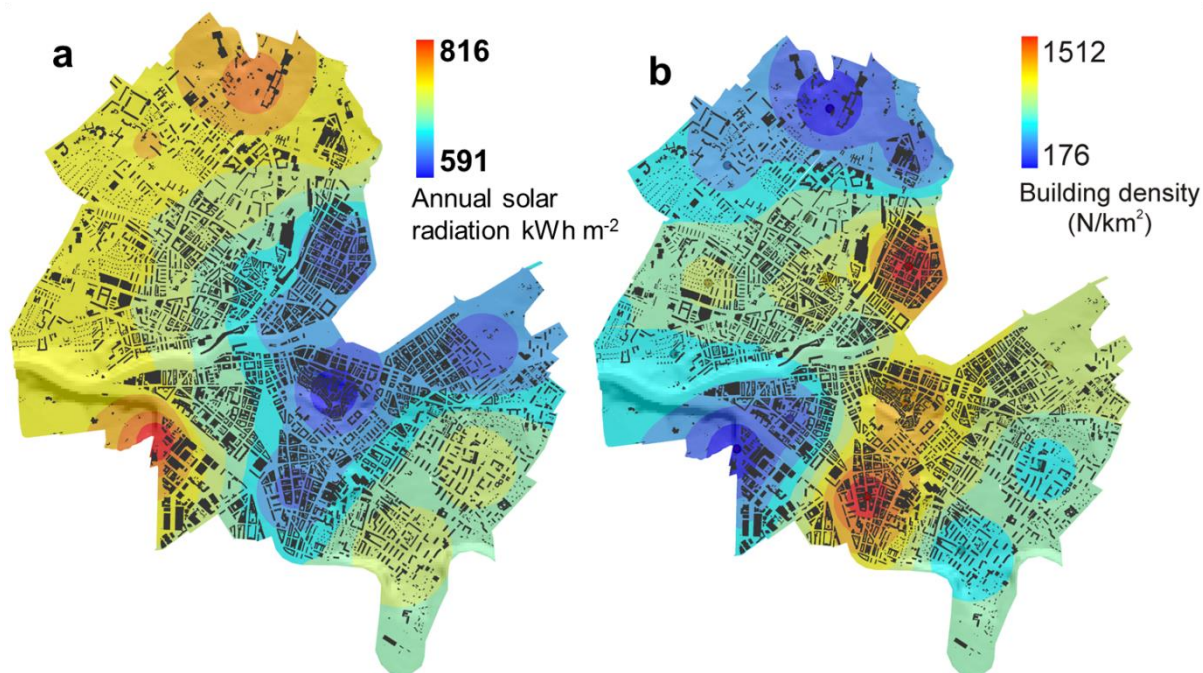 a
816
591
Annual solar
radiation kWh m-2
b
1512
176
Building density
(N/km2)